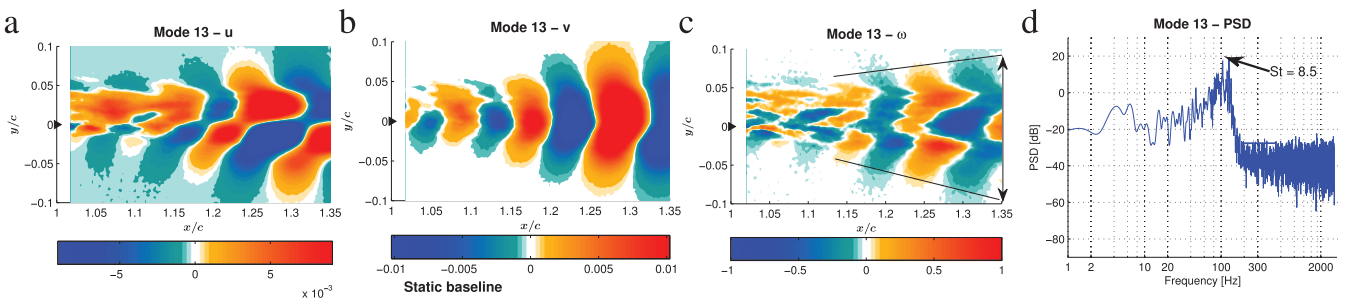 a
Mode 13 – u
y/c
0.1
0.05
0
−0.05
−0.1
1 1.05 1.1 1.15 1.2 1.25 1.3 1.35
x/c
−5 0 5
x 10⁻³
b
Mode 13 – v
y/c
0.1
0.05
0
−0.05
−0.1
1.05 1.1 1.15 1.2 1.25 1.3 1.35
x/c
−0.01 −0.005 0 0.005 0.01
Static baseline
c
Mode 13 – ω
y/c
0.1
0.05
0
−0.05
−0.1
1.05 1.1 1.15 1.2 1.25 1.3 1.35
x/c
−1 −0.5 0 0.5 1
d
Mode 13 – PSD
St = 8.5
PSD [dB]
20
0
−20
−40
−60
−80
1 2 10 20 100 300 2000
Frequency [Hz]